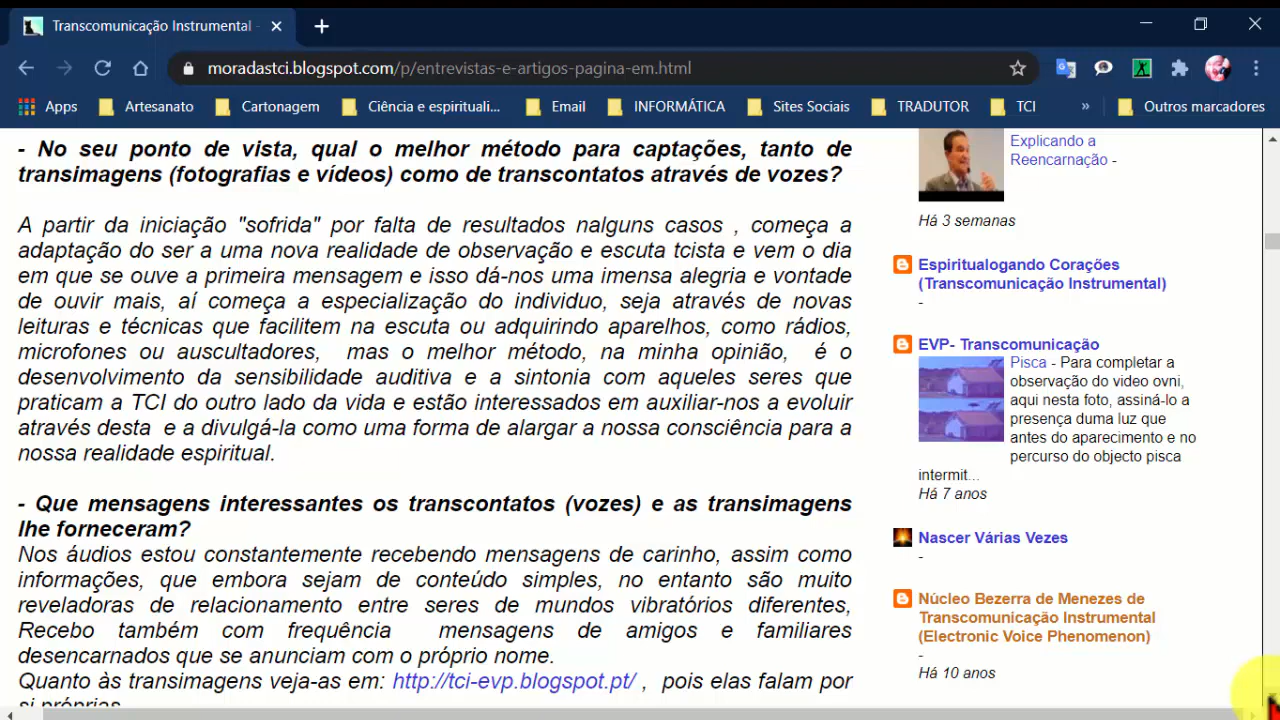 Transcomunicação Instrumental -
moradastci.blogspot.com/p/entrevistas-e-artigos-pagina-em.html
Apps
Artesanato
Cartonagem
Ciência e espirituali...
Email
INFORMÁTICA
Sites Sociais
TRADUTOR
TCI
»
Outros marcadores
- No seu ponto de vista, qual o melhor método para captações, tanto de
transimagens (fotografias e vídeos) como de transcontatos através de vozes?
A partir da iniciação "sofrida" por falta de resultados nalguns casos , começa a
adaptação do ser a uma nova realidade de observação e escuta tcista e vem o dia
em que se ouve a primeira mensagem e isso dá-nos uma imensa alegria e vontade
de ouvir mais, aí começa a especialização do individuo, seja através de novas
leituras e técnicas que facilitem na escuta ou adquirindo aparelhos, como rádios,
microfones ou auscultadores, mas o melhor método, na minha opinião, é o
desenvolvimento da sensibilidade auditiva e a sintonia com aqueles seres que
praticam a TCI do outro lado da vida e estão interessados em auxiliar-nos a evoluir
através desta e a divulgá-la como uma forma de alargar a nossa consciência para a
nossa realidade espiritual.
- Que mensagens interessantes os transcontatos (vozes) e as transimagens
lhe forneceram?
Nos áudios estou constantemente recebendo mensagens de carinho, assim como
informações, que embora sejam de conteúdo simples, no entanto são muito
reveladoras de relacionamento entre seres de mundos vibratórios diferentes,
Recebo também com frequência mensagens de amigos e familiares
desencarnados que se anunciam com o próprio nome.
Quanto às transimagens veja-as em: http://tci-evp.blogspot.pt/ , pois elas falam por
si próprias
Explicando a
Reencarnação -
Há 3 semanas
Espiritualogando Corações
(Transcomunicação Instrumental)
-
EVP- Transcomunicação
Pisca - Para completar a
observação do video ovni,
aqui nesta foto, assiná-lo a
presença duma luz que
antes do aparecimento e no
percurso do objecto pisca
intermit...
Há 7 anos
Nascer Várias Vezes
-
Núcleo Bezerra de Menezes de
Transcomunicação Instrumental
(Electronic Voice Phenomenon)
-
Há 10 anos